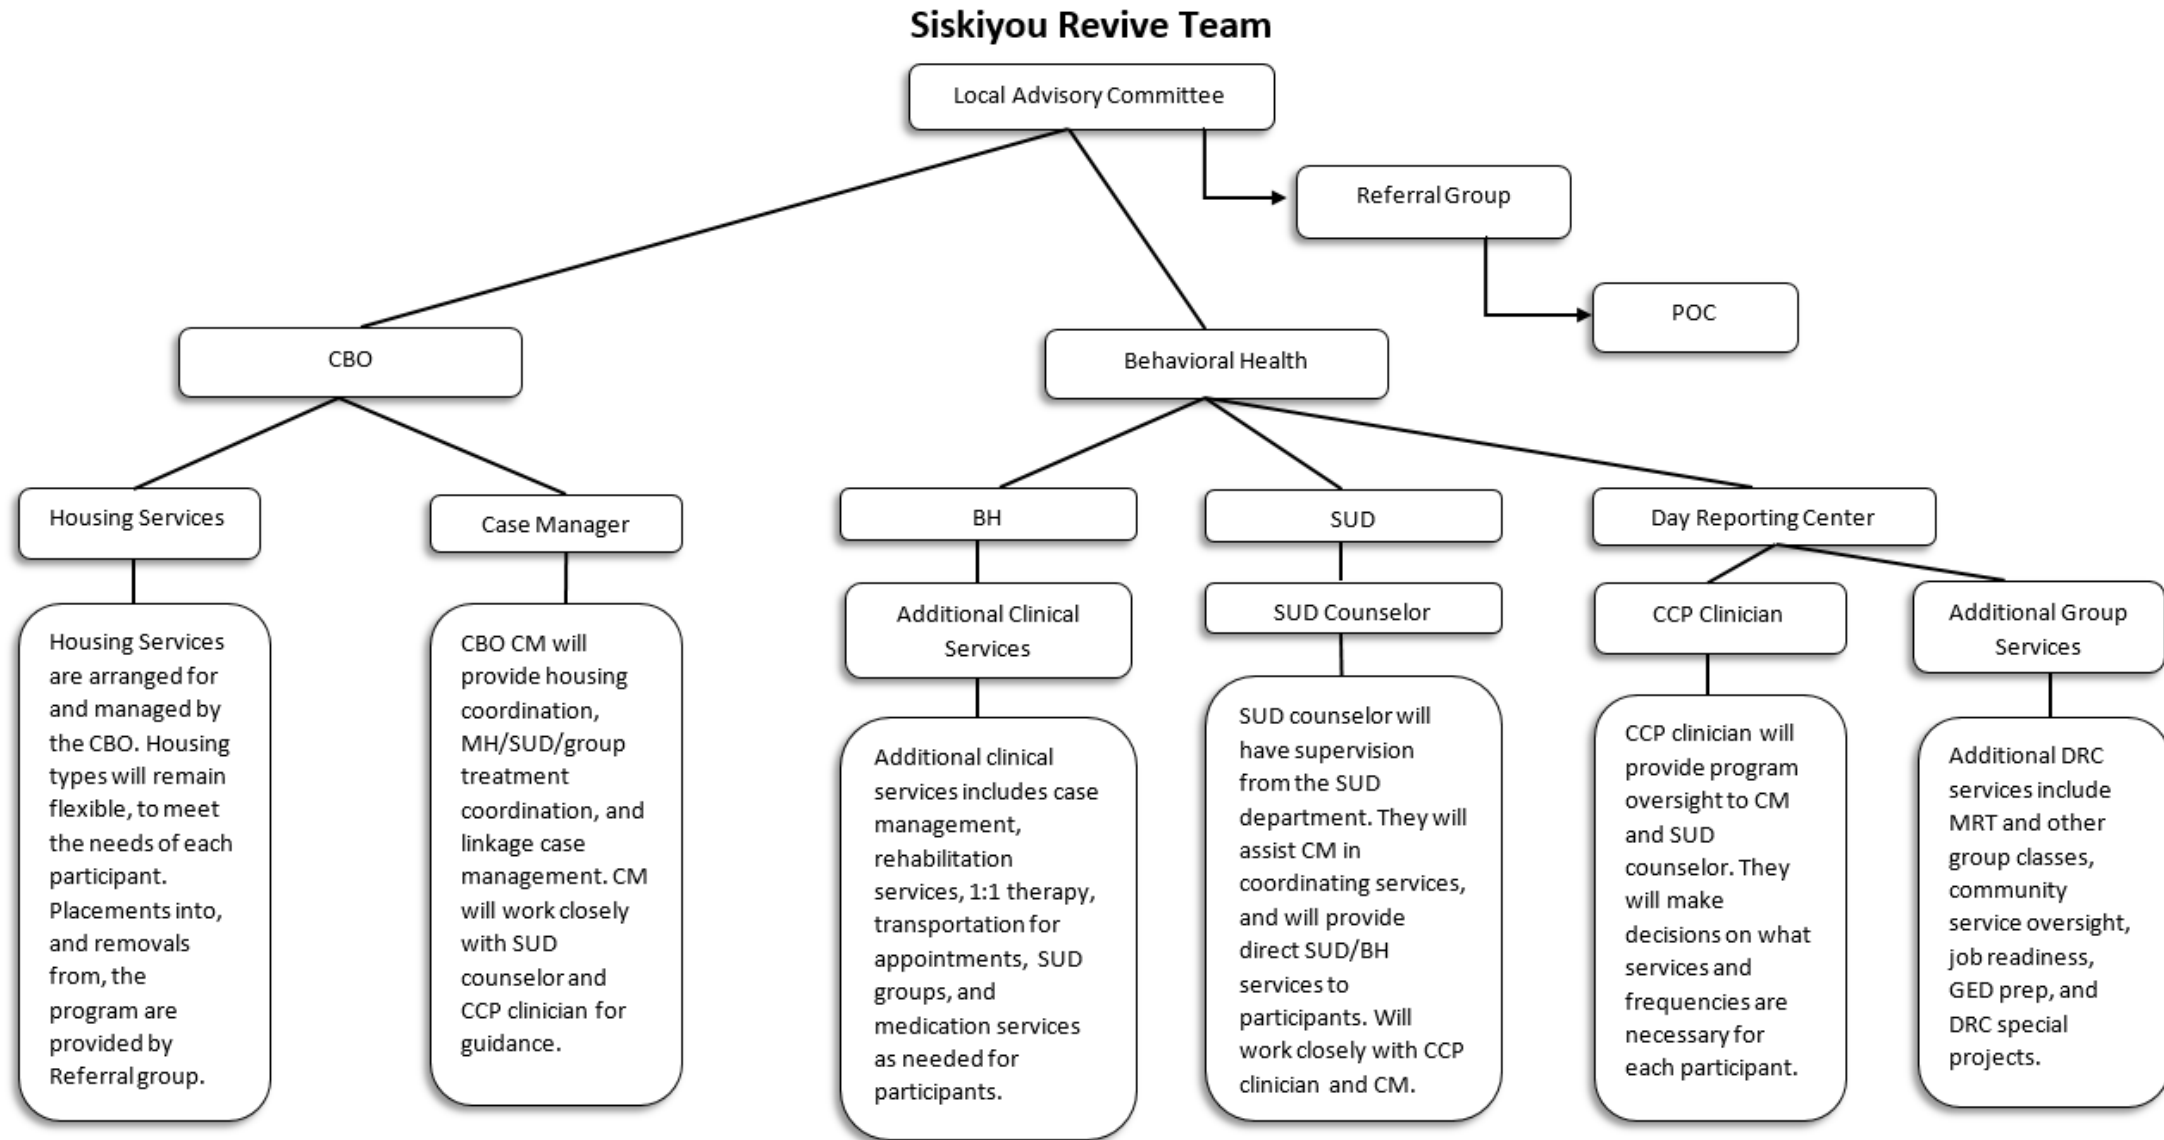 Siskiyou Revive Team
Local Advisory Committee
Referral Group
POC
CBO
Behavioral Health
Housing Services
Case Manager
BH
SUD
Day Reporting Center
Additional Clinical
Services
SUD Counselor
CCP Clinician
Additional Group
Services
Housing Services
are arranged for
and managed by
the CBO. Housing
types will remain
flexible, to meet
the needs of each
participant.
Placements into,
and removals
from, the
program are
provided by
Referral group.
CBO CM will
provide housing
coordination,
MH/SUD/group
treatment
coordination, and
linkage case
management. CM
will work closely
with SUD
counselor and
CCP clinician for
guidance.
Additional clinical
services includes case
management,
rehabilitation
services, 1:1 therapy,
transportation for
appointments, SUD
groups, and
medication services
as needed for
participants.
SUD counselor will
have supervision
from the SUD
department. They will
assist CM in
coordinating services,
and will provide
direct SUD/BH
services to
participants. Will
work closely with CCP
clinician and CM.
CCP clinician will
provide program
oversight to CM
and SUD
counselor. They
will make
decisions on what
services and
frequencies are
necessary for
each participant.
Additional DRC
services include
MRT and other
group classes,
community
service oversight,
job readiness,
GED prep, and
DRC special
projects.